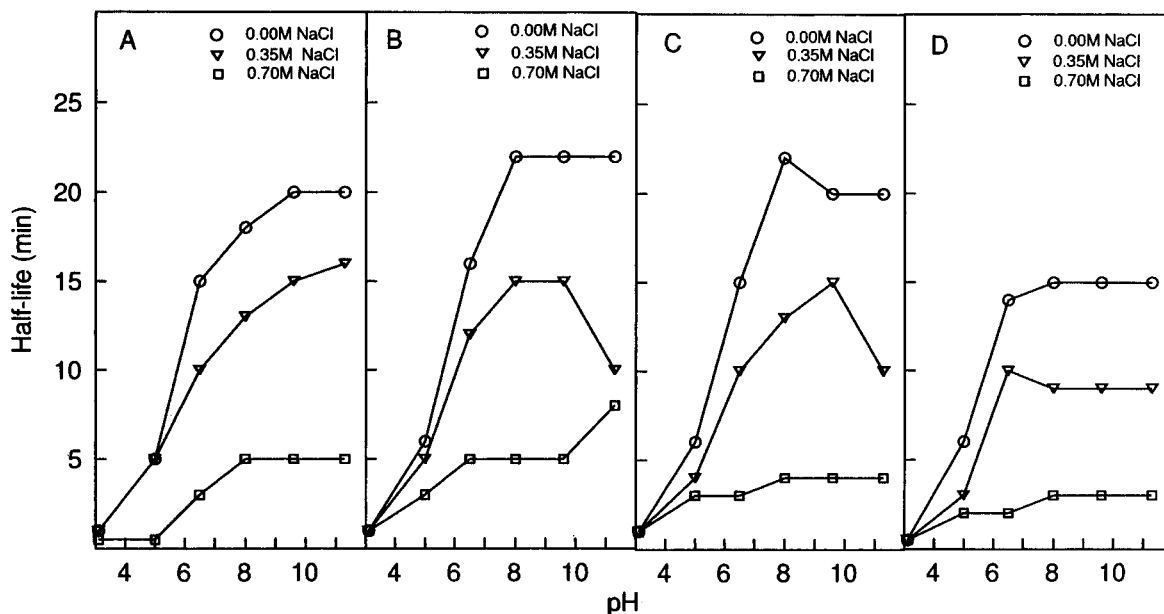 A
0.00M NaCl
0.35M NaCl
0.70M NaCl
B
0.00M NaCl
0.35M NaCl
0.70M NaCl
C
0.00M NaCl
0.35M NaCl
0.70M NaCl
D
0.00M NaCl
0.35M NaCl
0.70M NaCl
Half-life (min)
25
20
15
10
5
4 6 8 10
4 6 8 10
4 6 8 10
4 6 8 10
pH